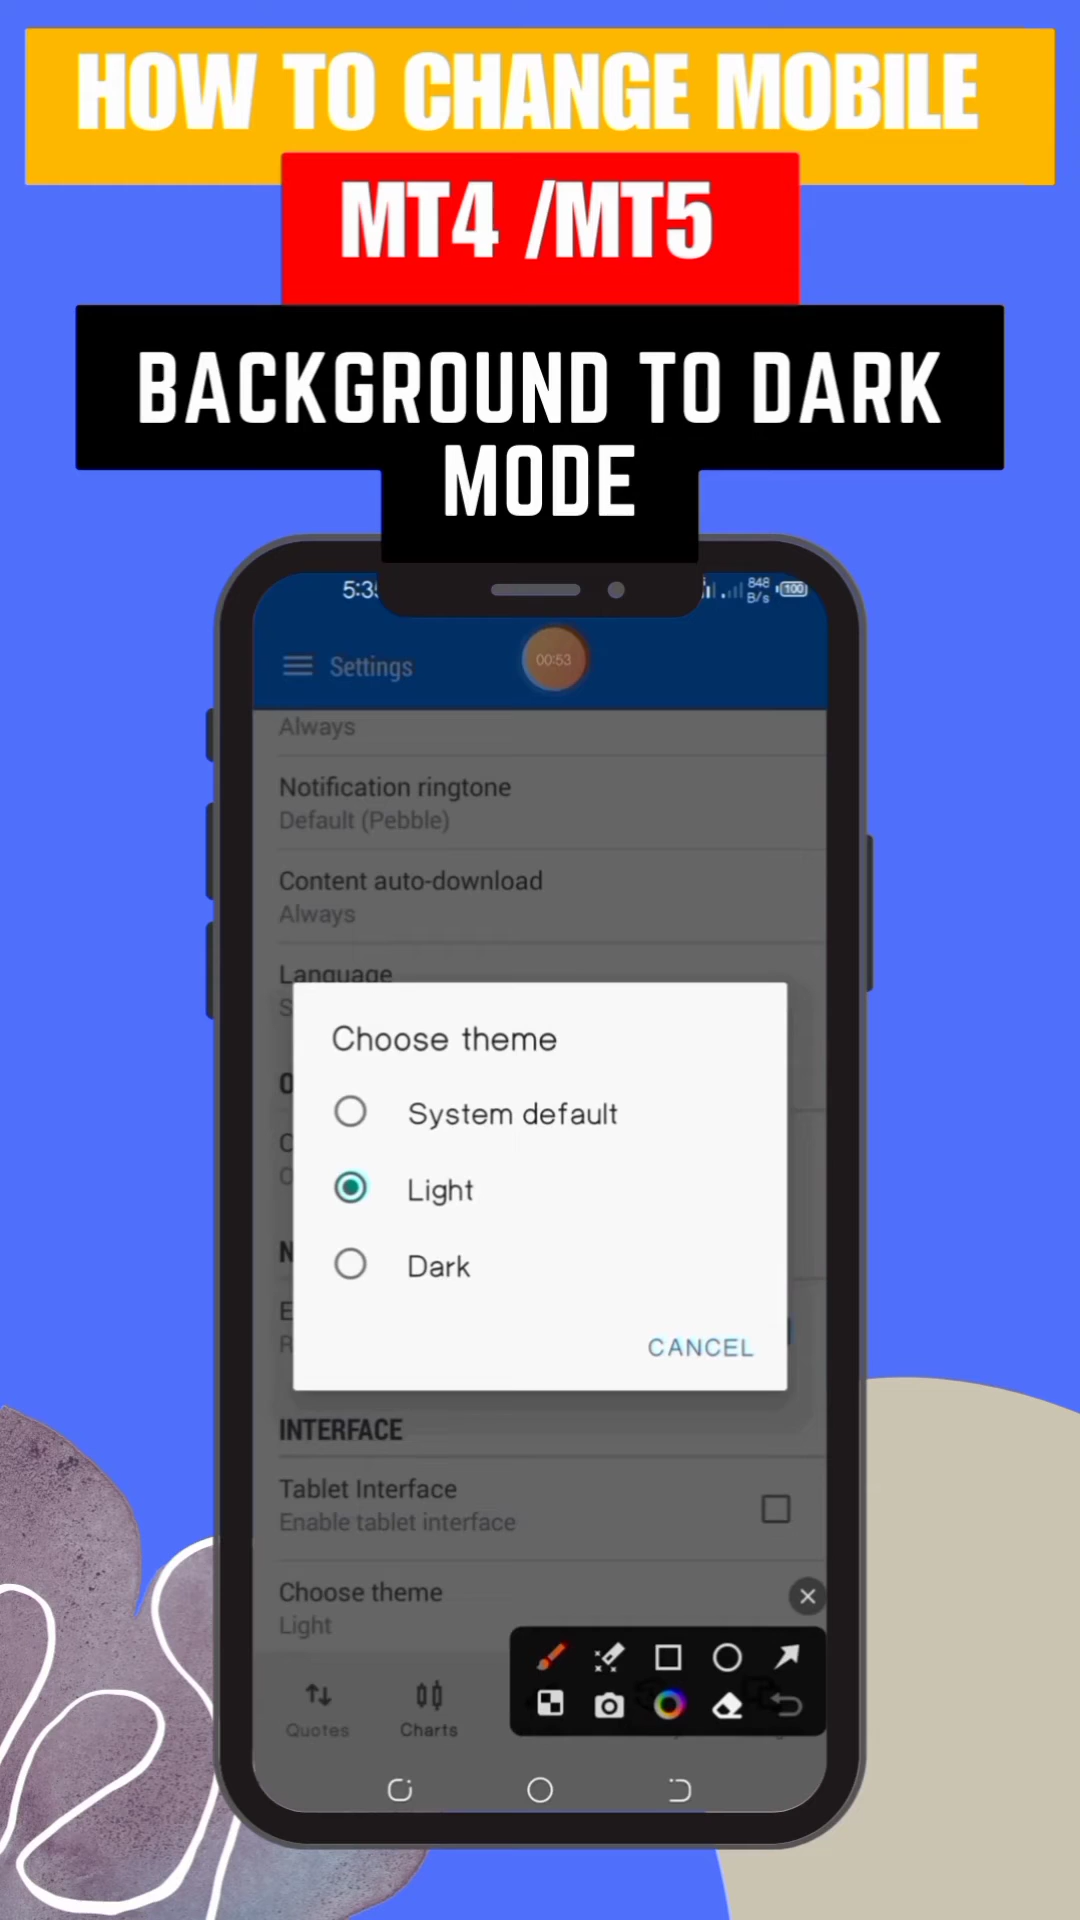 HOW TO CHANGE MOBILE
MT4 /MT5
BACKGROUND TO DARK
MODE
848
B/s
100
Settings
00:53
Always
Notification ringtone
Default (Pebble)
Content auto-download
Always
Language
Choose theme
System default
Light
Dark
CANCEL
INTERFACE
Tablet Interface
Enable tablet interface
Choose theme
Light
Quotes
Charts